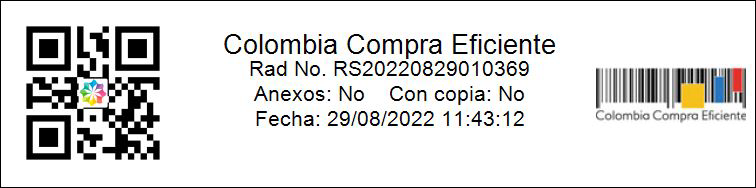 Colombia Compra Eficiente
Rad No. RS20220829010369
Anexos: No    Con copia: No
Fecha: 29/08/2022 11:43:12
Colombia Compra Eficiente